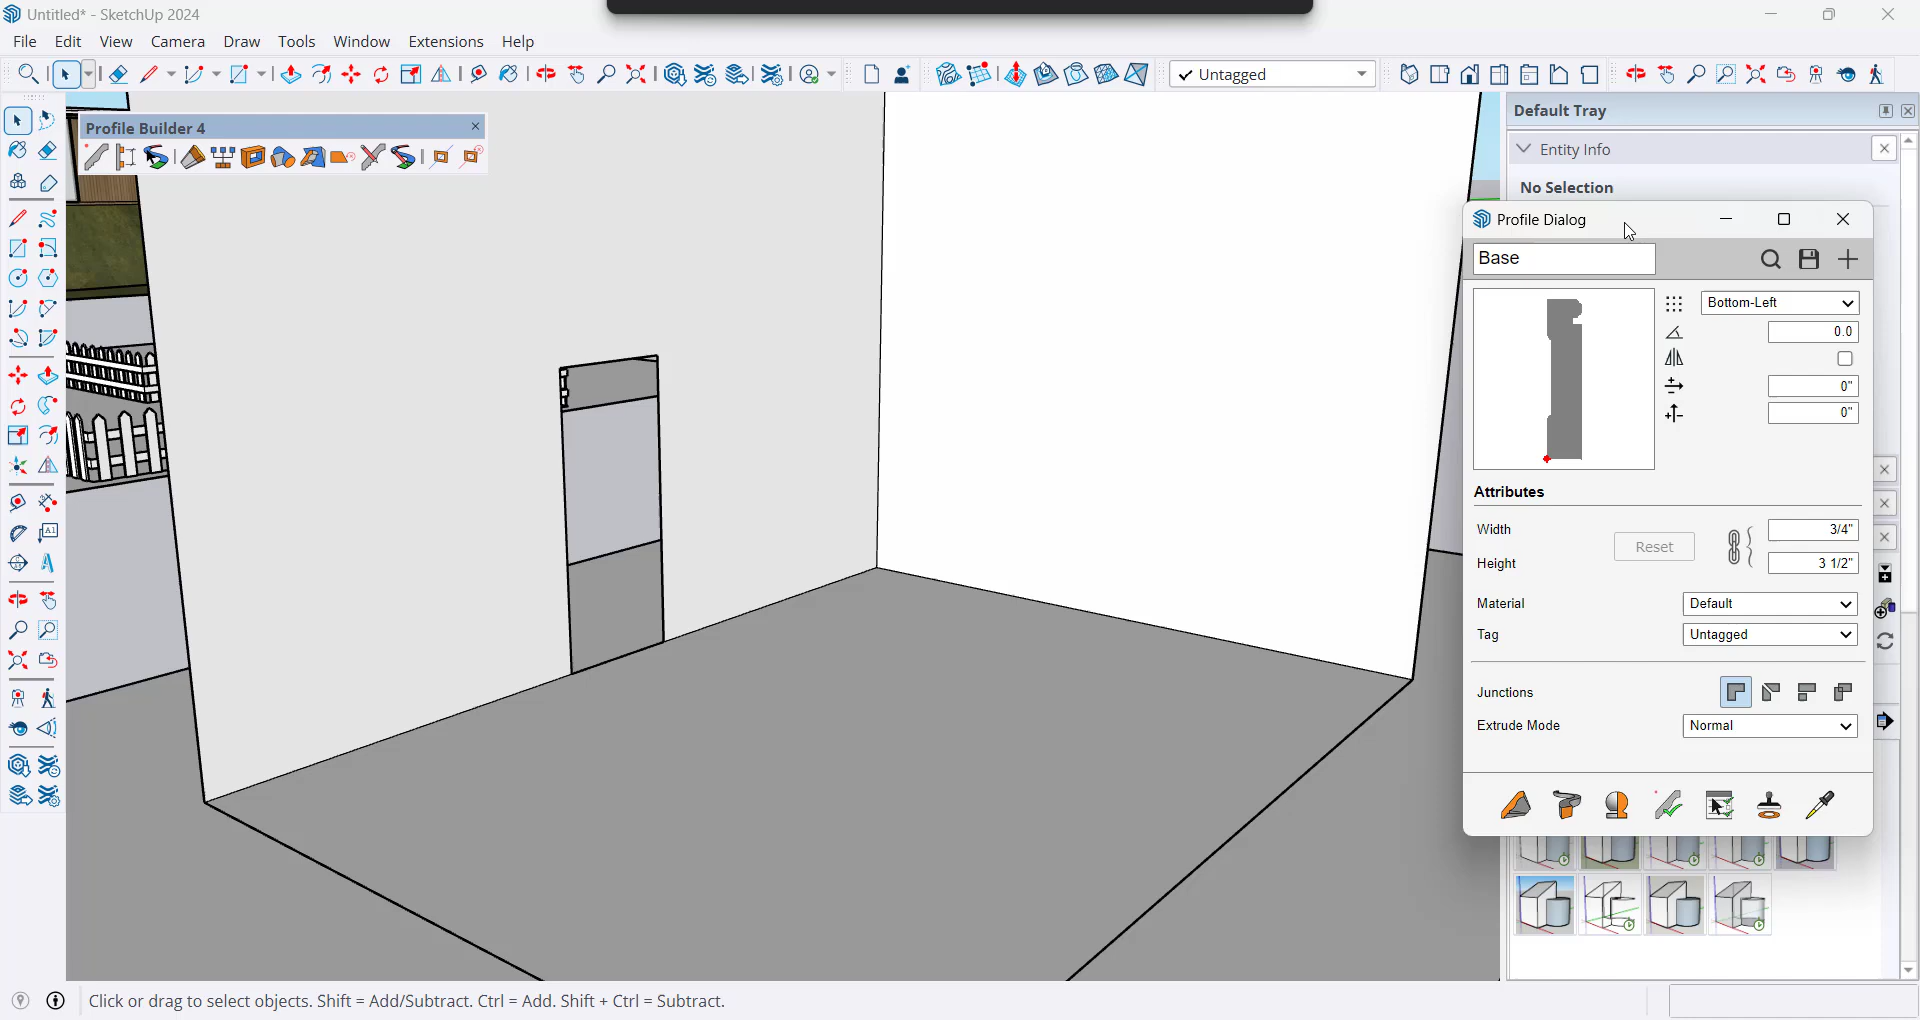 Untitled* - SketchUp 2024
File Edit View Camera Draw Tools Window Extensions Help
Untagged
Default Tray
Profile Builder 4
Entity Info
No Selection
Profile Dialog
Base
Bottom-Left
0.0
0"
0"
Attributes
Width 3/4"
Reset
Height 3 1/2"
Material Default
Tag Untagged
Junctions
Extrude Mode Normal
A1
Click or drag to select objects. Shift = Add/Subtract. Ctrl = Add. Shift + Ctrl = Subtract.